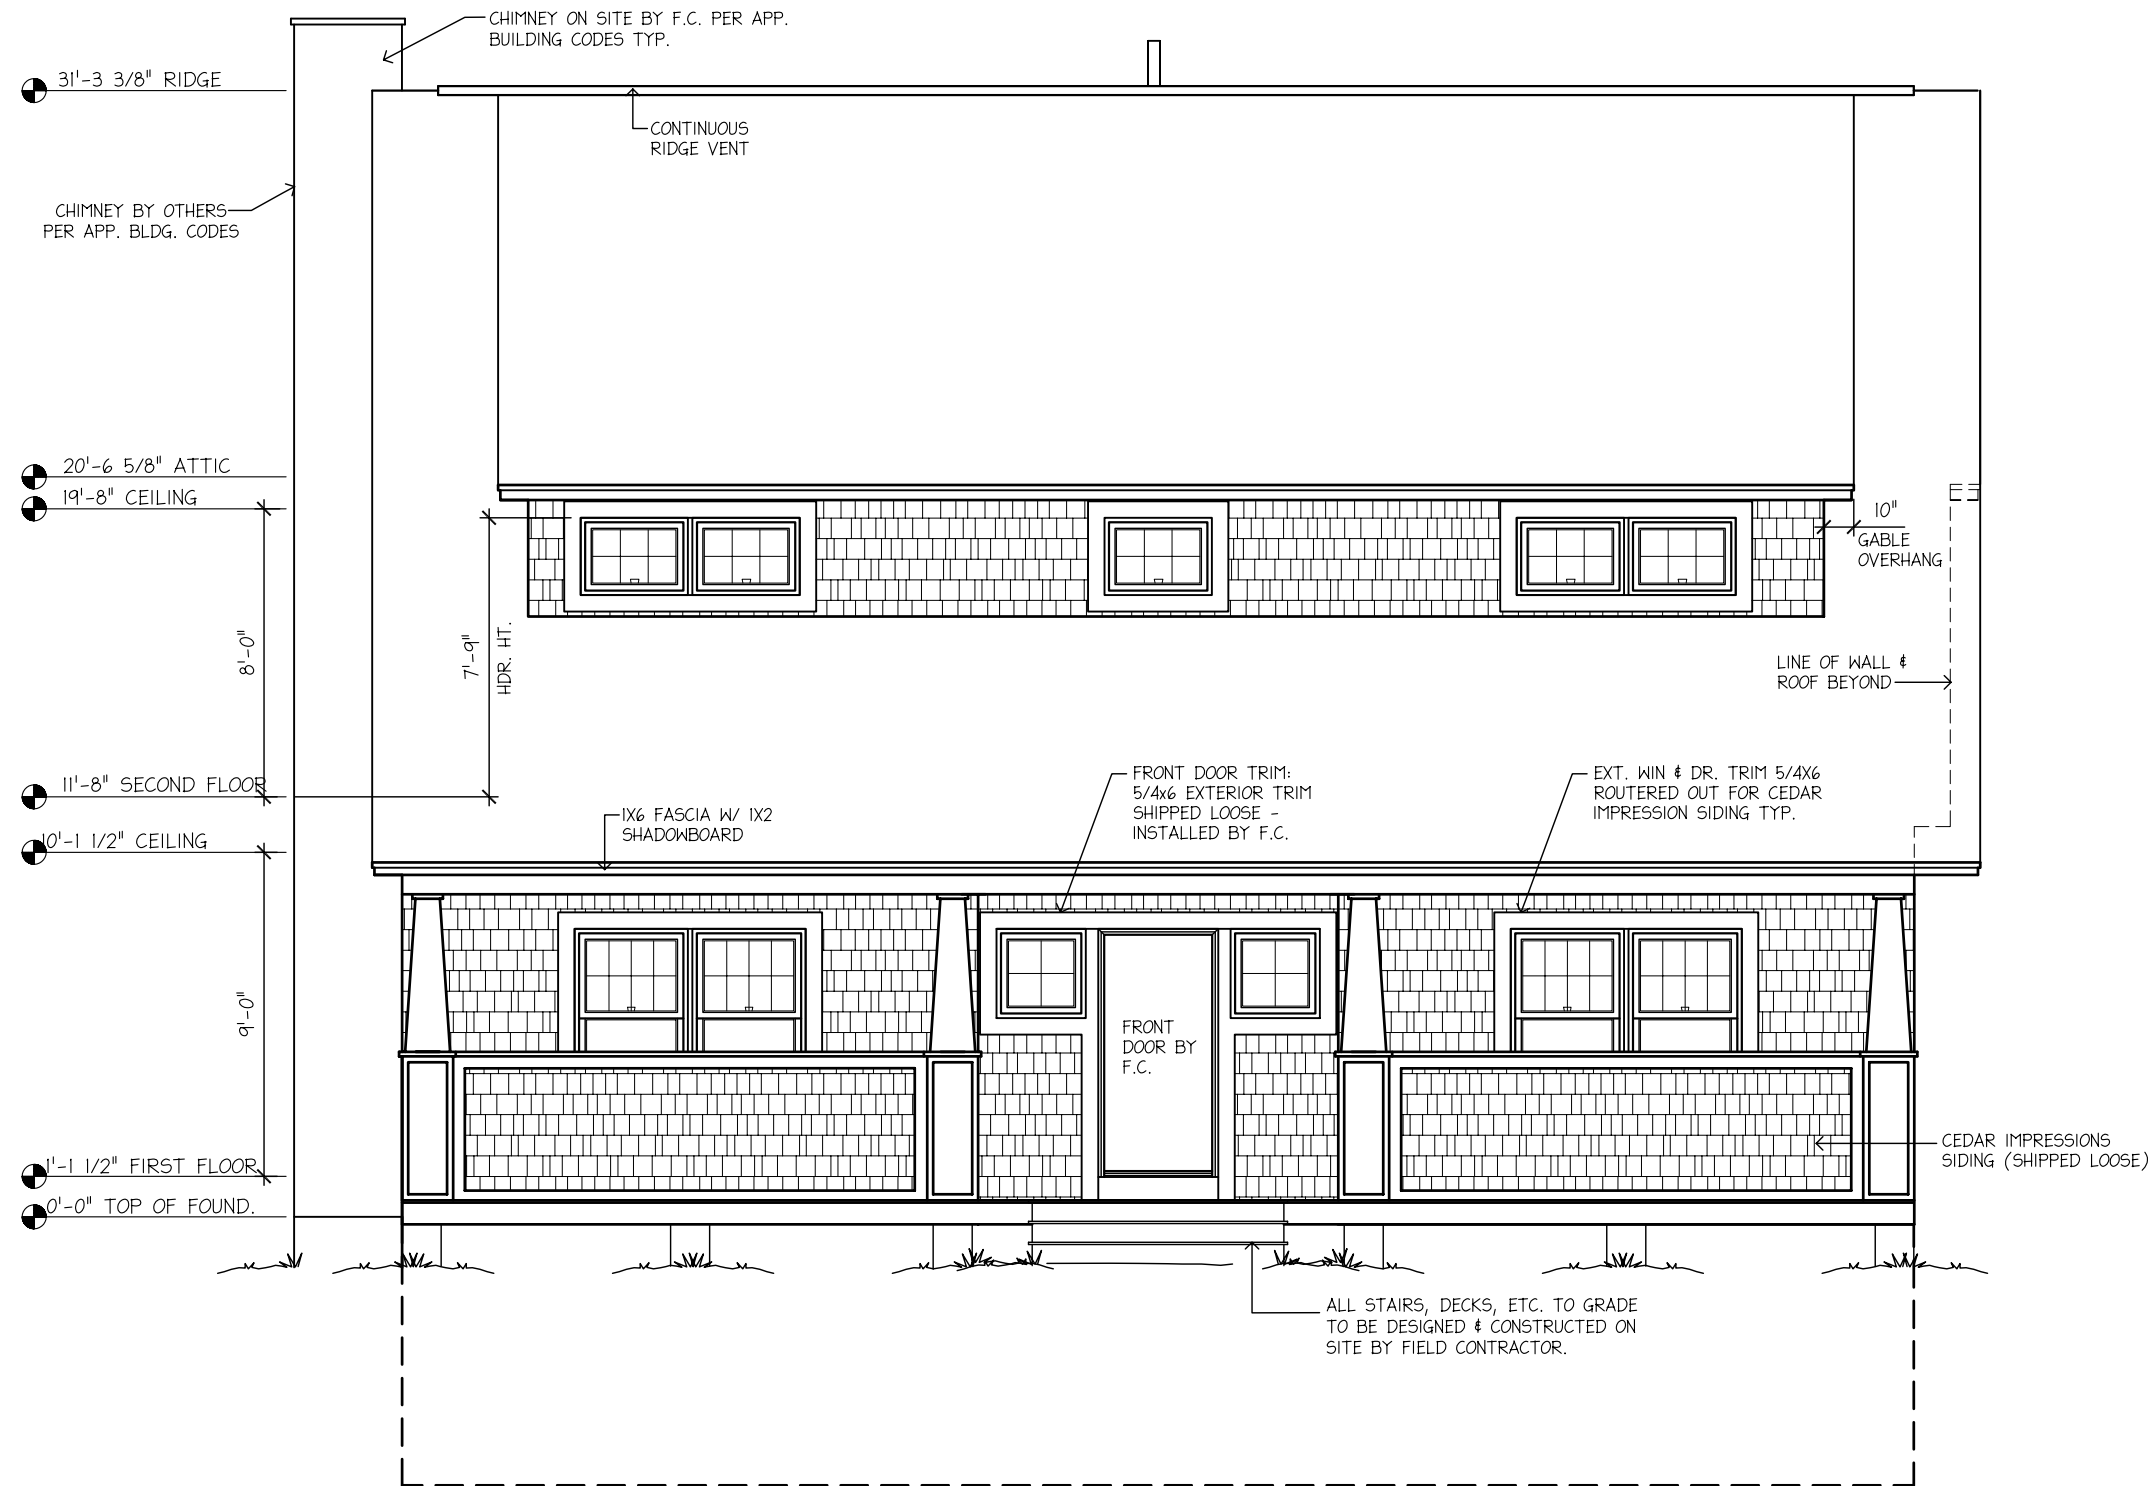 CHIMNEY ON SITE BY F.C. PER APP.
BUILDING CODES TYP.
31'-3 3/8" RIDGE
CONTINUOUS
RIDGE VENT
CHIMNEY BY OTHERS
PER APP. BLDG. CODES
20'-6 5/8" ATTIC
19'-8" CEILING
10"
GABLE
OVERHANG
8'-0"
7'-9"
HDR. HT.
LINE OF WALL &
ROOF BEYOND
11'-8" SECOND FLOOR
FRONT DOOR TRIM:
5/4x6 EXTERIOR TRIM
SHIPPED LOOSE -
INSTALLED BY F.C.
EXT. WIN & DR. TRIM 5/4X6
ROUTERED OUT FOR CEDAR
IMPRESSION SIDING TYP.
1X6 FASCIA W/ 1X2
SHADOWBOARD
10'-1 1/2" CEILING
9'-0"
FRONT
DOOR BY
F.C.
CEDAR IMPRESSIONS
SIDING (SHIPPED LOOSE)
1'-1 1/2" FIRST FLOOR
0'-0" TOP OF FOUND.
ALL STAIRS, DECKS, ETC. TO GRADE
TO BE DESIGNED & CONSTRUCTED ON
SITE BY FIELD CONTRACTOR.